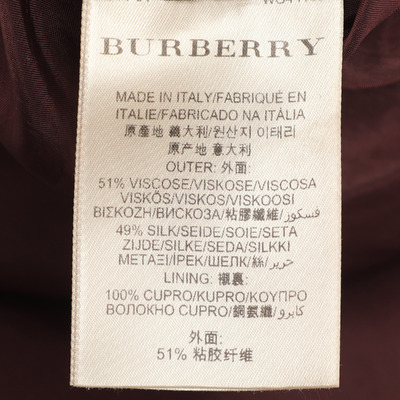 BURBERRY
MADE IN ITALY/FABRIQUÉ EN
ITALIE/FABRICADO NA ITÁLIA
原產地 義大利/원산지 이태리
原产地 意大利
OUTER: 外面:
51% VISCOSE/VISKOSE/VISCOSA
VISKÓS/VISKOS/VISKOOSI
ΒΙΣΚΟΖΗ/ВИСКОЗА/粘膠纖維/فسكوز
49% SILK/SEIDE/SOIE/SETA
ZIJDE/SILKE/SEDA/SILKKI
ΜΕΤΑΞΙ/İPEK/ШЕЛК/絲/حرير
LINING: 襯裏:
100% CUPRO/KUPRO/ΚΟΥΠΡΟ
ВОЛОКНО CUPRO/銅氨纖/كابرو
外面:
51% 粘胶纤维